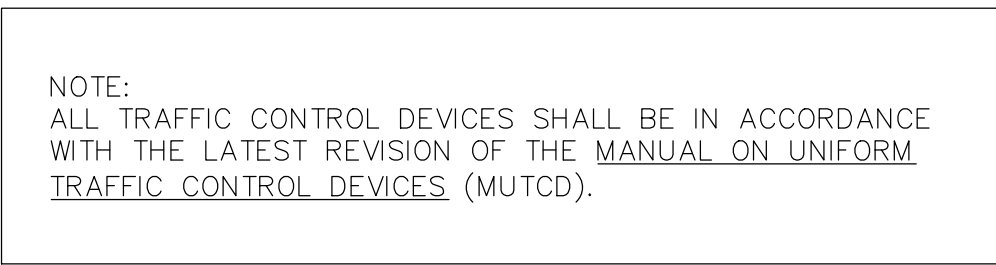 NOTE:
ALL TRAFFIC CONTROL DEVICES SHALL BE IN ACCORDANCE
WITH THE LATEST REVISION OF THE MANUAL ON UNIFORM
TRAFFIC CONTROL DEVICES (MUTCD).